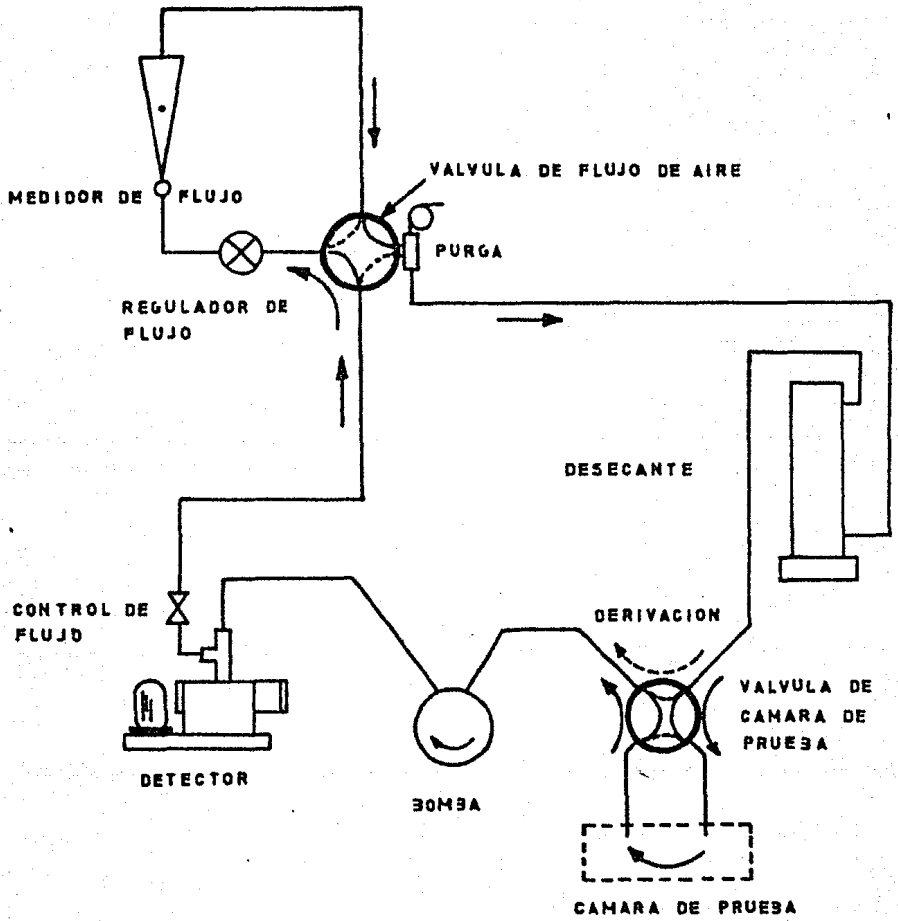 VALVULA DE FLUJO DE AIRE
MEDIDOR DE FLUJO
PURGA
REGULADOR DE
FLUJO
DESECANTE
CONTROL DE
FLUJO
DERIVACION
VALVULA DE
CAMARA DE
PRUEBA
DETECTOR
BOMBA
CAMARA DE PRUEBA